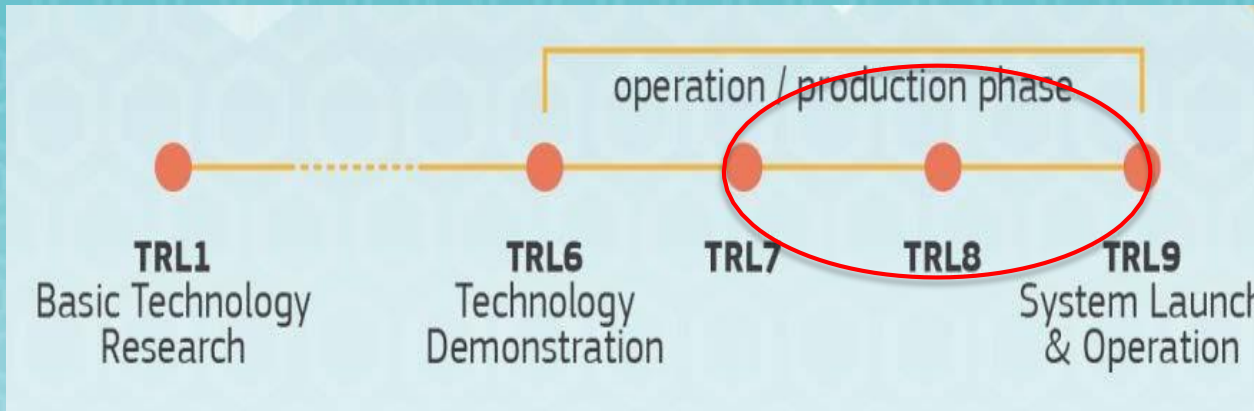 operation / production phase
TRL1
Basic Technology
Research
TRL6
Technology
Demonstration
TRL7
TRL8
TRL9
System Launch
& Operation